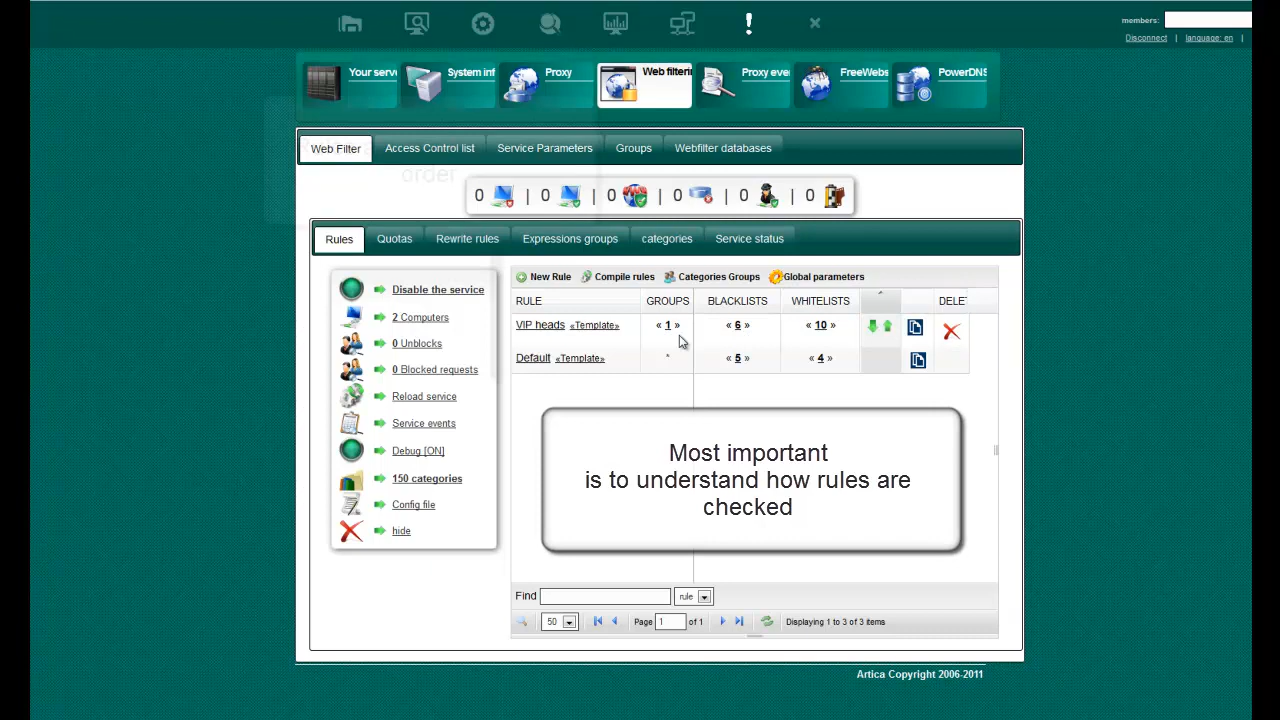 members:
Disconnect | language: en |
Your serve
System inf
Proxy
Web filterin
Proxy eve
FreeWebs
PowerDNS
Web Filter
Access Control list
Service Parameters
Groups
Webfilter databases
order
0 | 0 | 0 | 0 | 0 | 0
Rules
Quotas
Rewrite rules
Expressions groups
categories
Service status
Disable the service
2 Computers
0 Unblocks
0 Blocked requests
Reload service
Service events
Debug [ON]
150 categories
Config file
hide
New Rule
Compile rules
Categories Groups
Global parameters
RULE GROUPS BLACKLISTS WHITELISTS DELET
VIP heads «Template» « 1 » « 6 » « 10 »
Default «Template» * « 5 » « 4 »
Most important
is to understand how rules are
checked
Find rule
50 Page 1 of 1 Displaying 1 to 3 of 3 items
Artica Copyright 2006-2011